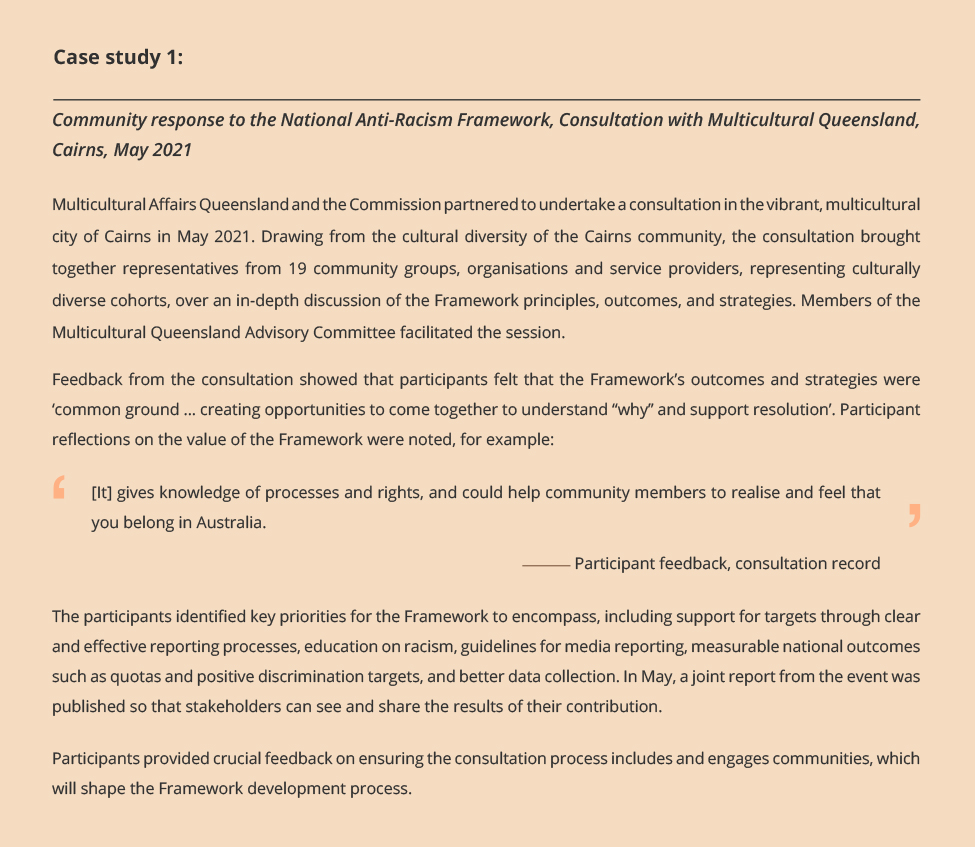 Case study 1:
Community response to the National Anti-Racism Framework, Consultation with Multicultural Queensland,
Cairns, May 2021
Multicultural Affairs Queensland and the Commission partnered to undertake a consultation in the vibrant, multicultural
city of Cairns in May 2021. Drawing from the cultural diversity of the Cairns community, the consultation brought
together representatives from 19 community groups, organisations and service providers, representing culturally
diverse cohorts, over an in-depth discussion of the Framework principles, outcomes, and strategies. Members of the
Multicultural Queensland Advisory Committee facilitated the session.
Feedback from the consultation showed that participants felt that the Framework’s outcomes and strategies were
‘common ground ... creating opportunities to come together to understand “why” and support resolution’. Participant
reflections on the value of the Framework were noted, for example:
‘ [It] gives knowledge of processes and rights, and could help community members to realise and feel that
you belong in Australia. ’
—— Participant feedback, consultation record
The participants identified key priorities for the Framework to encompass, including support for targets through clear
and effective reporting processes, education on racism, guidelines for media reporting, measurable national outcomes
such as quotas and positive discrimination targets, and better data collection. In May, a joint report from the event was
published so that stakeholders can see and share the results of their contribution.
Participants provided crucial feedback on ensuring the consultation process includes and engages communities, which
will shape the Framework development process.